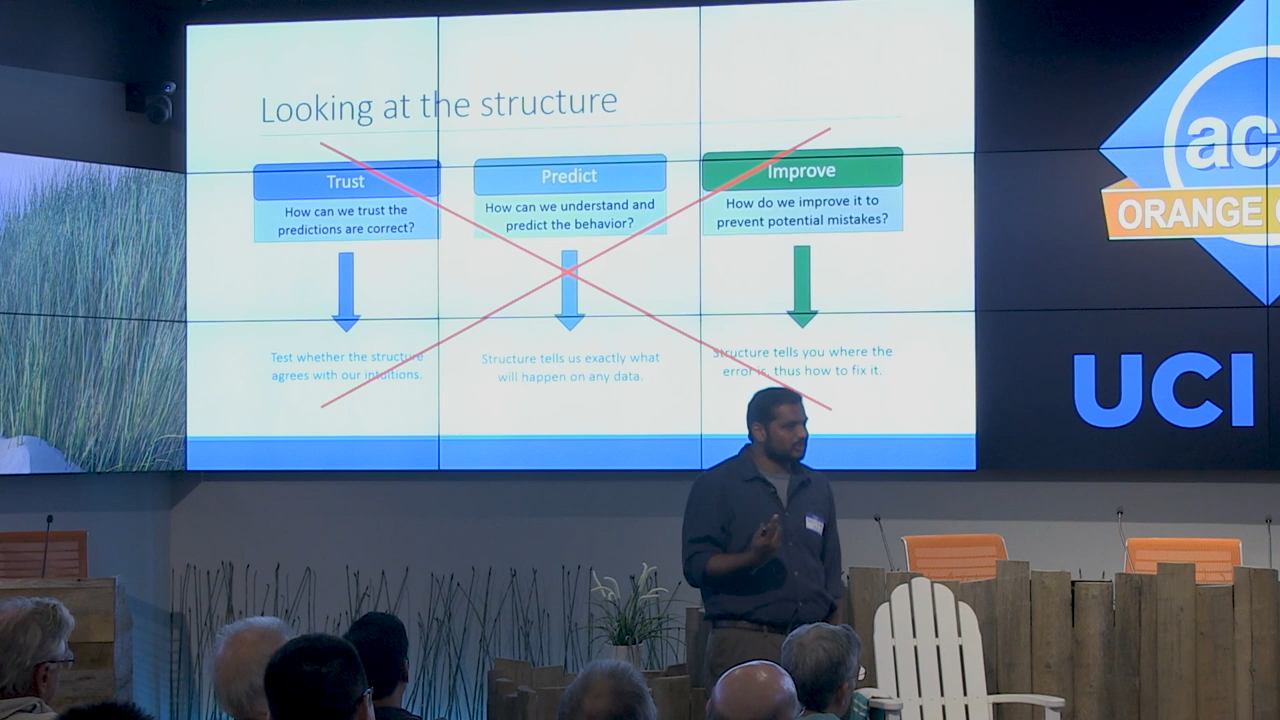 Looking at the structure
Trust
How can we trust the
predictions are correct?
Test whether the structure
agrees with our intuitions.
Predict
How can we understand and
predict the behavior?
Structure tells us exactly what
will happen on any data.
Improve
How do we improve it to
prevent potential mistakes?
Structure tells you where the
error is, thus how to fix it.
ac
ORANGE
UCI